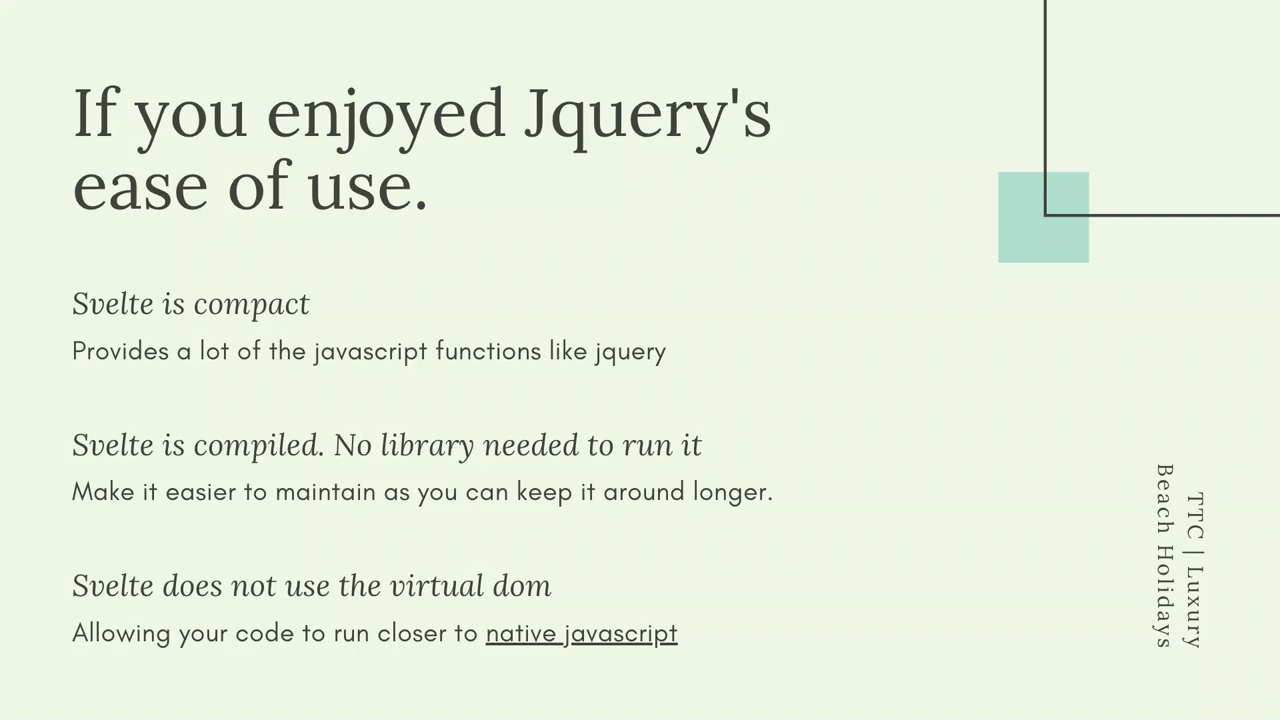 If you enjoyed Jquery's
ease of use.
Svelte is compact
Provides a lot of the javascript functions like jquery
Svelte is compiled. No library needed to run it
Make it easier to maintain as you can keep it around longer.
Svelte does not use the virtual dom
Allowing your code to run closer to native javascript
TTC | Luxury
Beach Holidays